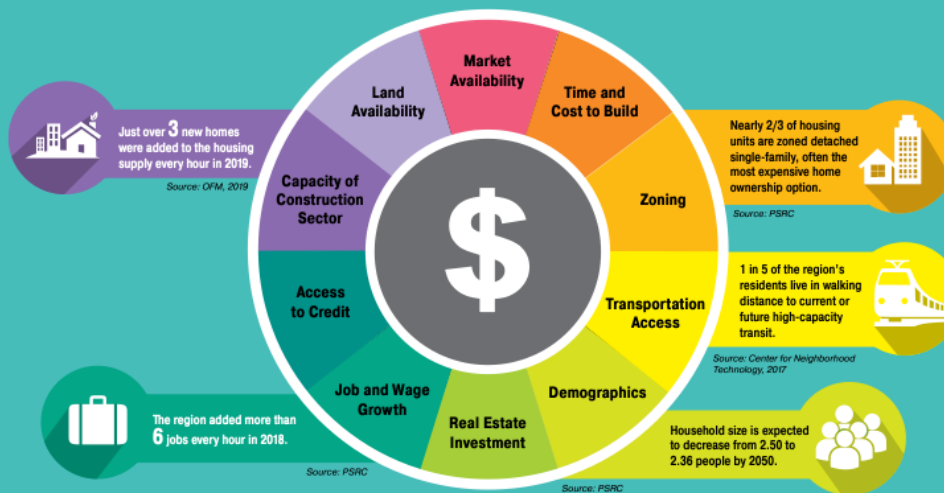 Market
Availability
Time and
Cost to Build
Zoning
Transportation
Access
Demographics
Real Estate
Investment
Job and Wage
Growth
Access
to Credit
Capacity of
Construction
Sector
Land
Availability
$
Just over 3 new homes
were added to the housing
supply every hour in 2019.
Source: OFM, 2019
Nearly 2/3 of housing
units are zoned detached
single-family, often the
most expensive home
ownership option.
Source: PSRC
1 in 5 of the region's
residents live in walking
distance to current or
future high-capacity
transit.
Source: Center for Neighborhood
Technology, 2017
The region added more than
6 jobs every hour in 2018.
Source: PSRC
Household size is expected
to decrease from 2.50 to
2.36 people by 2050.
Source: PSRC